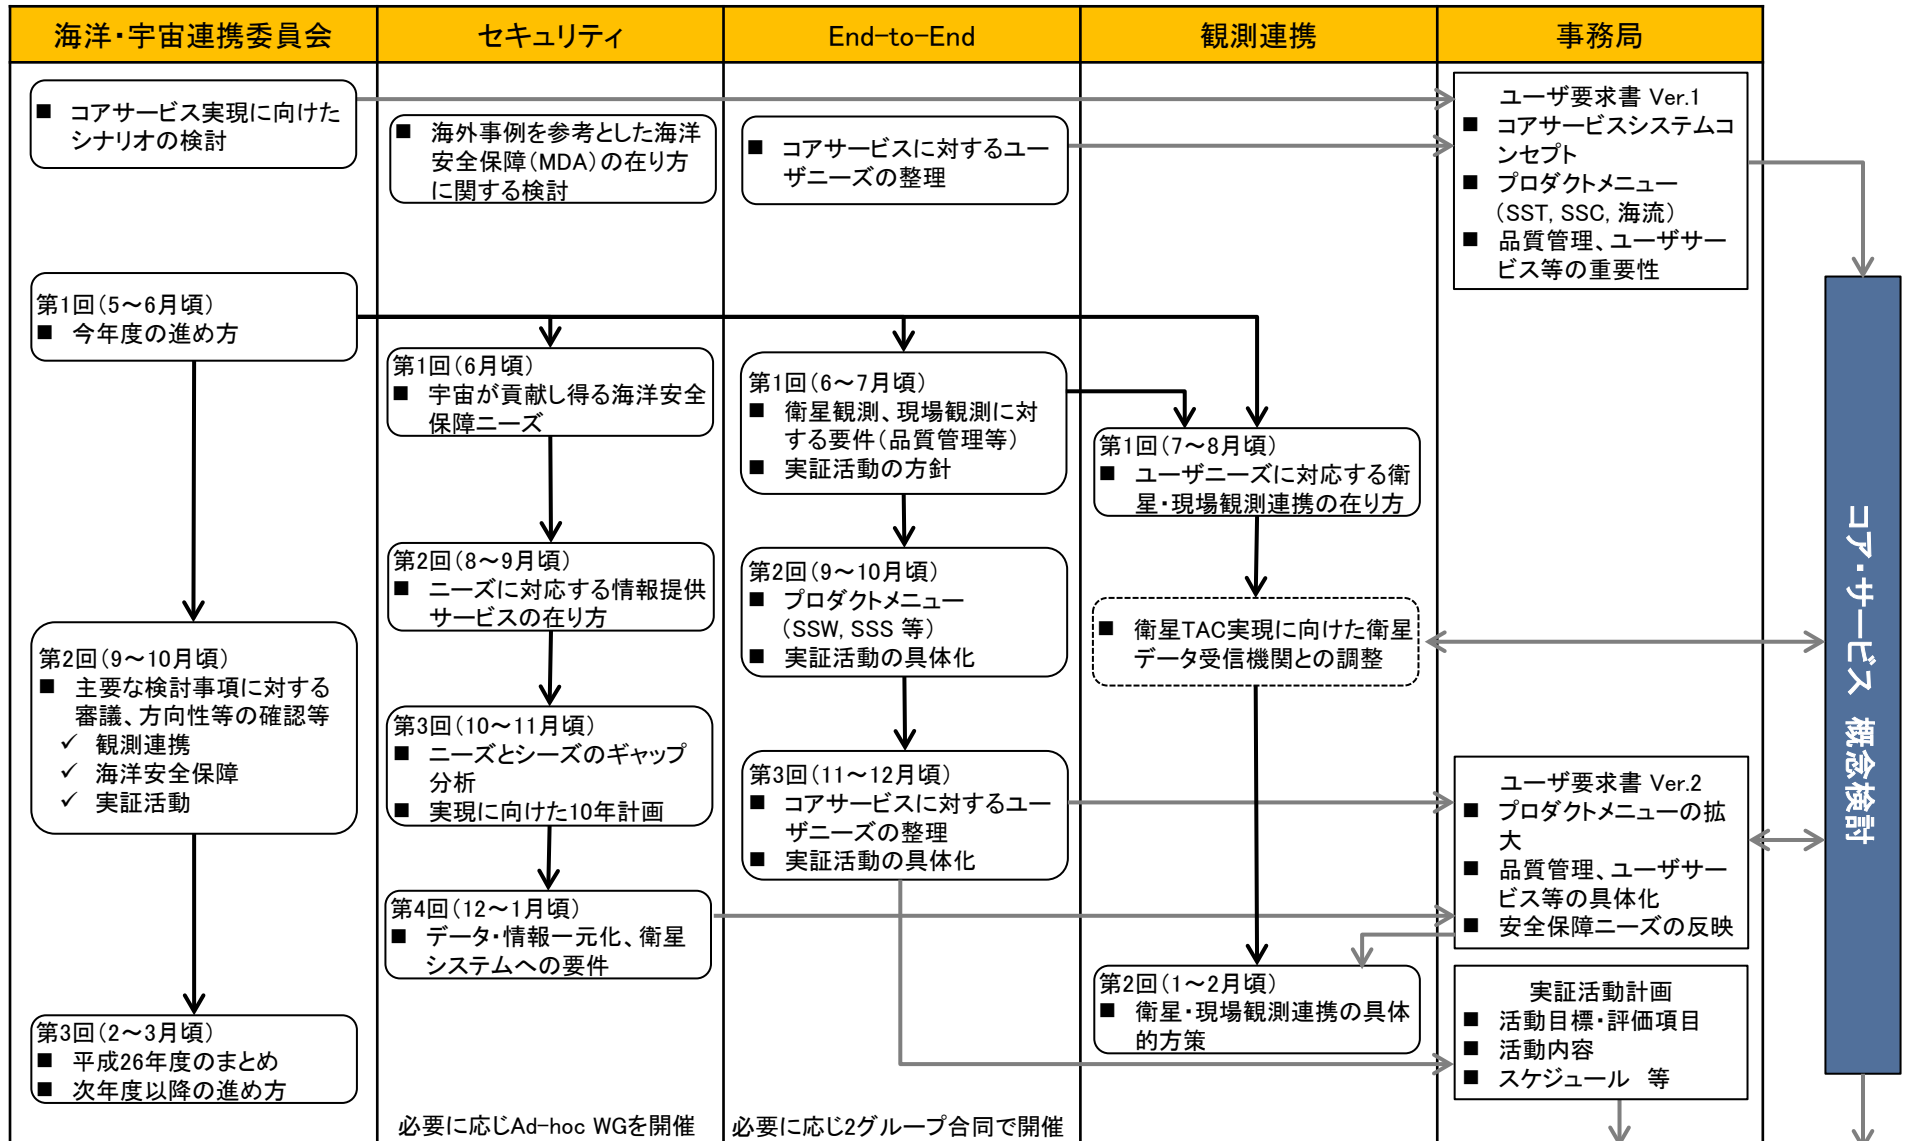 海洋・宇宙連携委員会
セキュリティ
End-to-End
観測連携
事務局
■ コアサービス実現に向けた
シナリオの検討
■ 海外事例を参考とした海洋
安全保障（MDA）の在り方
に関する検討
■ コアサービスに対するユー
ザニーズの整理
ユーザ要求書 Ver.1
■ コアサービスシステムコ
ンセプト
■ プロダクトメニュー
（SST, SSC, 海流）
■ 品質管理、ユーザサー
ビス等の重要性
第1回（5～6月頃）
■ 今年度の進め方
第1回（6月頃）
■ 宇宙が貢献し得る海洋安全
保障ニーズ
第1回（6～7月頃）
■ 衛星観測、現場観測に対
する要件（品質管理等）
■ 実証活動の方針
第1回（7～8月頃）
■ ユーザニーズに対応する衛
星・現場観測連携の在り方
第2回（8～9月頃）
■ ニーズに対応する情報提供
サービスの在り方
第2回（9～10月頃）
■ プロダクトメニュー
（SSW, SSS 等）
■ 実証活動の具体化
■ 衛星TAC実現に向けた衛星
データ受信機関との調整
第2回（9～10月頃）
■ 主要な検討事項に対する
審議、方向性等の確認等
✓ 観測連携
✓ 海洋安全保障
✓ 実証活動
第3回（10～11月頃）
■ ニーズとシーズのギャップ
分析
■ 実現に向けた10年計画
第3回（11～12月頃）
■ コアサービスに対するユー
ザニーズの整理
■ 実証活動の具体化
ユーザ要求書 Ver.2
■ プロダクトメニューの拡
大
■ 品質管理、ユーザサー
ビス等の具体化
■ 安全保障ニーズの反映
第4回（12～1月頃）
■ データ・情報一元化、衛星
システムへの要件
第2回（1～2月頃）
■ 衛星・現場観測連携の具体
的方策
実証活動計画
■ 活動目標・評価項目
■ 活動内容
■ スケジュール 等
第3回（2～3月頃）
■ 平成26年度のまとめ
■ 次年度以降の進め方
必要に応じAd-hoc WGを開催
必要に応じ2グループ合同で開催
コア・サービス 概念検討